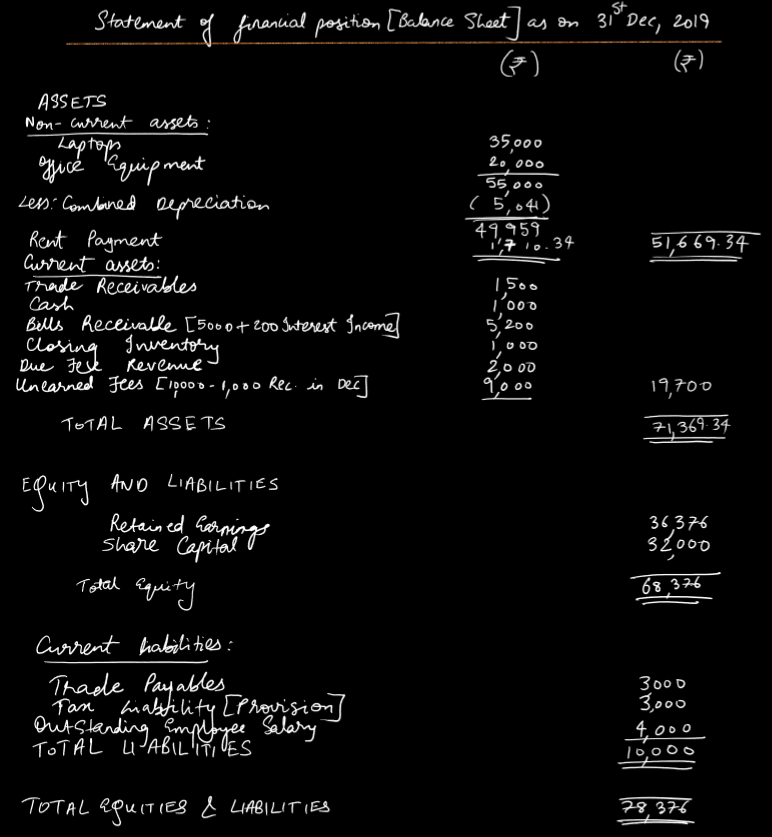 Statement of financial position [Balance Sheet] as on 31st Dec, 2019
(₹) (₹)
ASSETS
Non-current assets:
Laptops 35,000
Office Equipment 20,000
55,000
Less: Combined Depreciation (5,041)
49,959
Rent Payment 1,710.34 51,669.34
Current assets:
Trade Receivables 1,500
Cash 1,000
Bills Receivable [5000+200 Interest Income] 5,200
Closing Inventory 1,000
Due Fess Revenue 2,000
Unearned Fees [10000-1,000 Rec. in Dec] 9,000 19,700
TOTAL ASSETS 71,369.34
EQUITY AND LIABILITIES
Retained Earnings 36,376
Share Capital 32,000
Total Equity 68,376
Current Liabilities:
Trade Payables 3000
Tax Liability [Provision] 3,000
Outstanding Employee Salary 4,000
TOTAL LIABILITIES 10,000
TOTAL EQUITIES & LIABILITIES 78,376